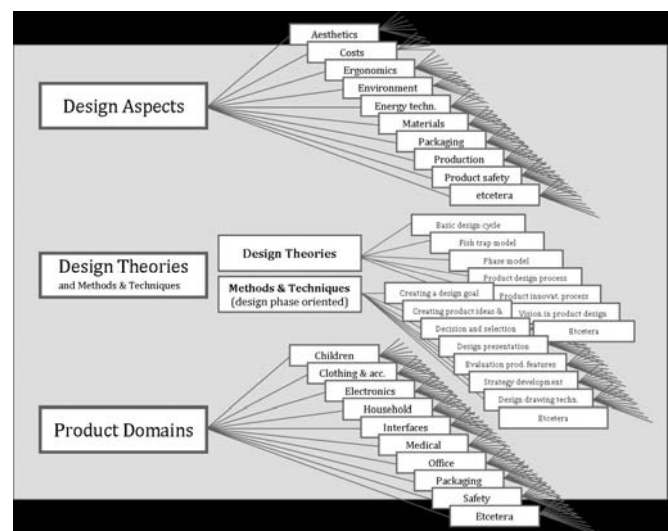 Design Aspects
Aesthetics
Costs
Ergonomics
Environment
Energy techn.
Materials
Packaging
Production
Product safety
etcetera
Design Theories
and Methods & Techniques
Design Theories
Basic design cycle
Fish trap model
Phase model
Product design process
Product innovat. process
Vision in product design
Etcetera
Methods & Techniques
(design phase oriented)
Creating a design goal
Creating product ideas &
Decision and selection
Design presentation
Evaluation prod. features
Strategy development
Design drawing techn.
Etcetera
Product Domains
Children
Clothing & acc.
Electronics
Household
Interfaces
Medical
Office
Packaging
Safety
Etcetera